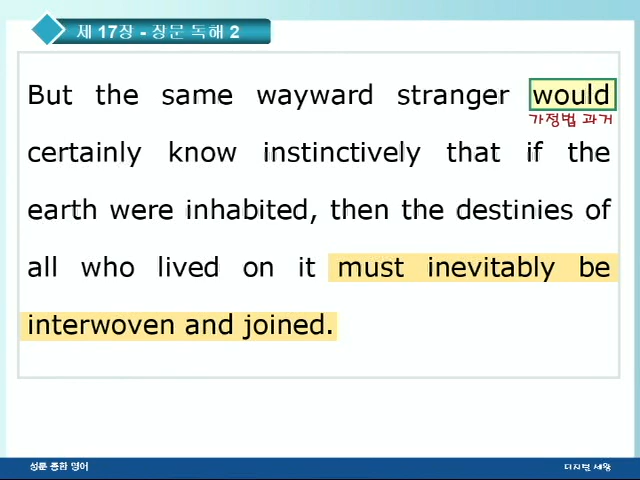 제 17장 - 장문 독해 2
But the same wayward stranger would
가정법 과거
certainly know instinctively that if the
earth were inhabited, then the destinies of
all who lived on it must inevitably be
interwoven and joined.
성문 종합 영어
디지털 세왕